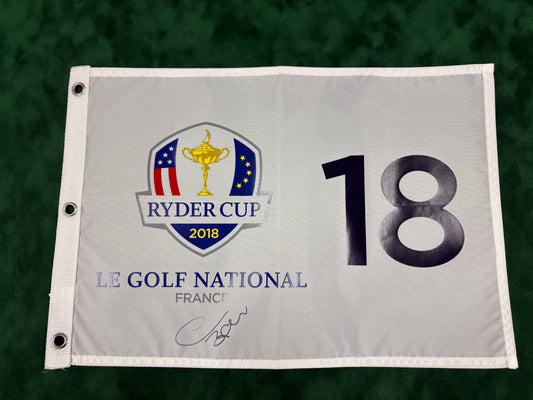 RYDER CUP
2018
18
LE GOLF NATIONAL
FRANCE